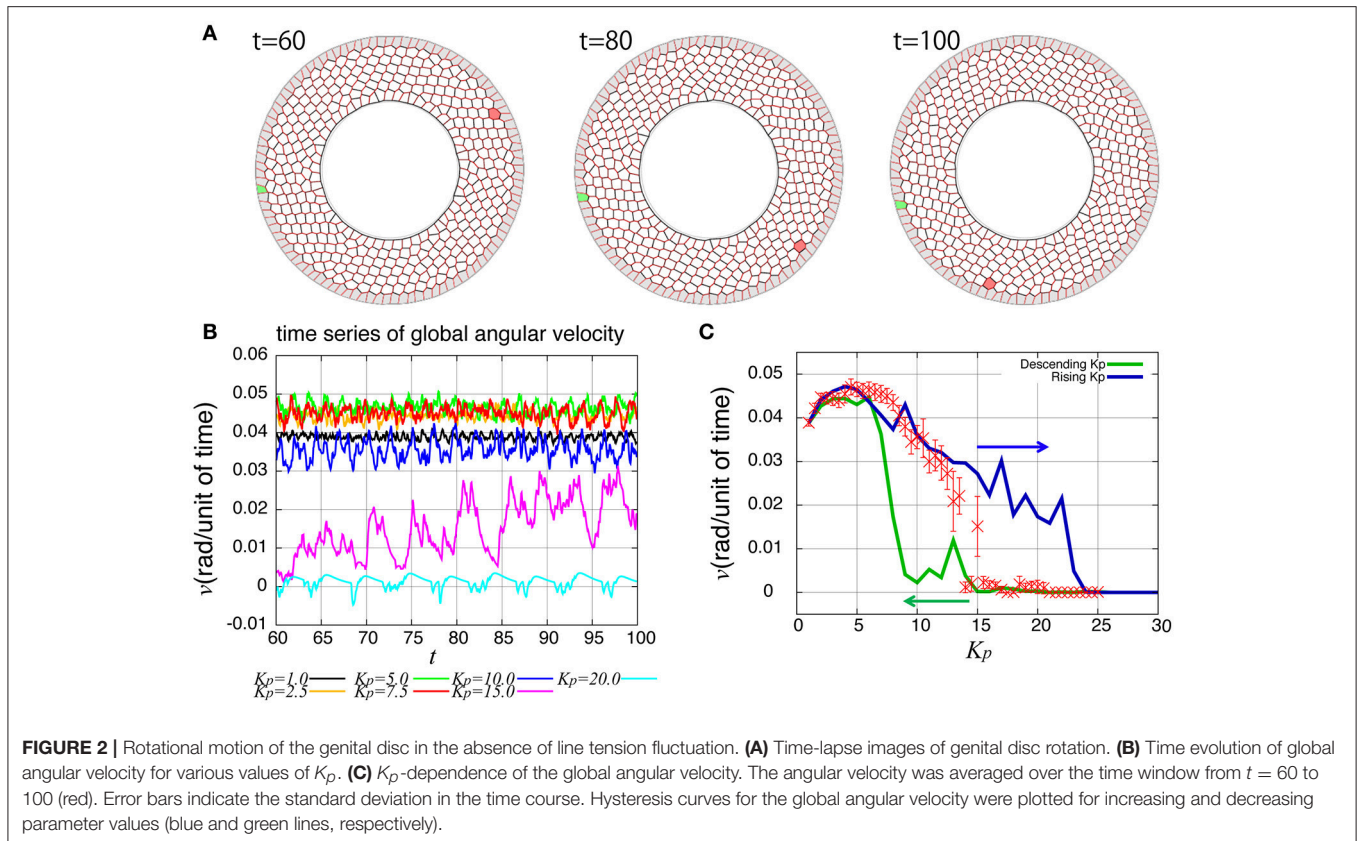 A
t=60
t=80
t=100
B
time series of global angular velocity
0.06
0.05
0.04
0.03
0.02
0.01
0
-0.01
v(rad/unit of time)
60 65 70 75 80 85 90 95 100
t
Kp=1.0 Kp=5.0 Kp=10.0 Kp=20.0
Kp=2.5 Kp=7.5 Kp=15.0
C
Descending Kp
Rising Kp
0.05
0.04
0.03
0.02
0.01
0
v(rad/unit of time)
0 5 10 15 20 25 30
Kp
FIGURE 2 | Rotational motion of the genital disc in the absence of line tension fluctuation. (A) Time-lapse images of genital disc rotation. (B) Time evolution of global
angular velocity for various values of Kp. (C) Kp-dependence of the global angular velocity. The angular velocity was averaged over the time window from t = 60 to
100 (red). Error bars indicate the standard deviation in the time course. Hysteresis curves for the global angular velocity were plotted for increasing and decreasing
parameter values (blue and green lines, respectively).